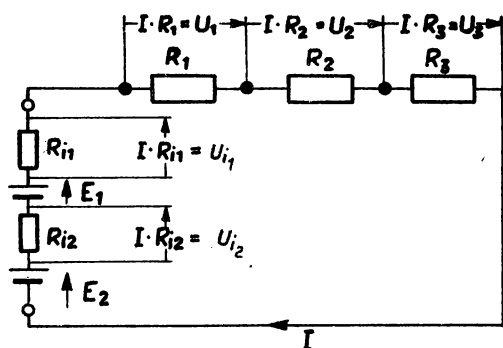 I·R₁=U₁ I·R₂=U₂ I·R₃=U₃
R₁ R₂ R₃
Rᵢ₁ I·Rᵢ₁ = Uᵢ₁
E₁
Rᵢ₂ I·Rᵢ₂ = Uᵢ₂
E₂
I